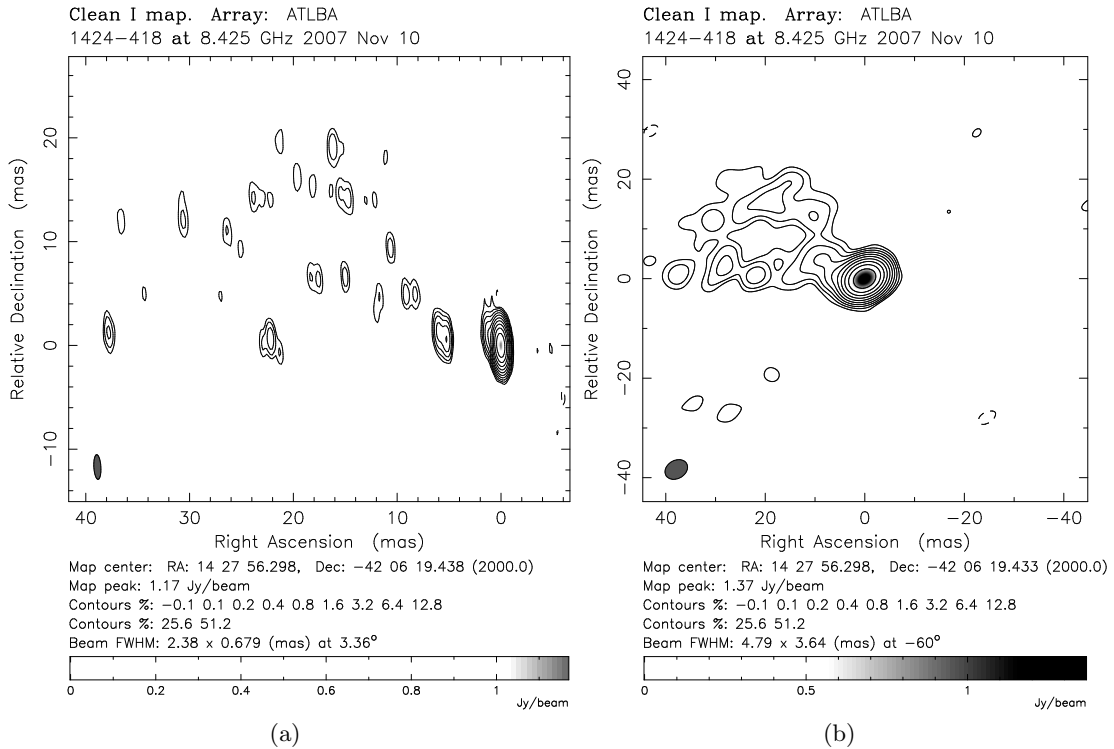 Clean I map.  Array:  ATLBA
1424−418 at 8.425 GHz 2007 Nov 10
Relative Declination  (mas)
20
10
0
−10
40
30
20
10
0
Right Ascension  (mas)
Map center:  RA: 14 27 56.298,  Dec: −42 06 19.438 (2000.0)
Map peak: 1.17 Jy/beam
Contours %: −0.1 0.1 0.2 0.4 0.8 1.6 3.2 6.4 12.8
Contours %: 25.6 51.2
Beam FWHM: 2.38 x 0.679 (mas) at 3.36°
0
0.2
0.4
0.6
0.8
1
Jy/beam
(a)
Clean I map.  Array:  ATLBA
1424−418 at 8.425 GHz 2007 Nov 10
Relative Declination  (mas)
40
20
0
−20
−40
40
20
0
−20
−40
Right Ascension  (mas)
Map center:  RA: 14 27 56.298,  Dec: −42 06 19.433 (2000.0)
Map peak: 1.37 Jy/beam
Contours %: −0.1 0.1 0.2 0.4 0.8 1.6 3.2 6.4 12.8
Contours %: 25.6 51.2
Beam FWHM: 4.79 x 3.64 (mas) at −60°
0
0.5
1
Jy/beam
(b)